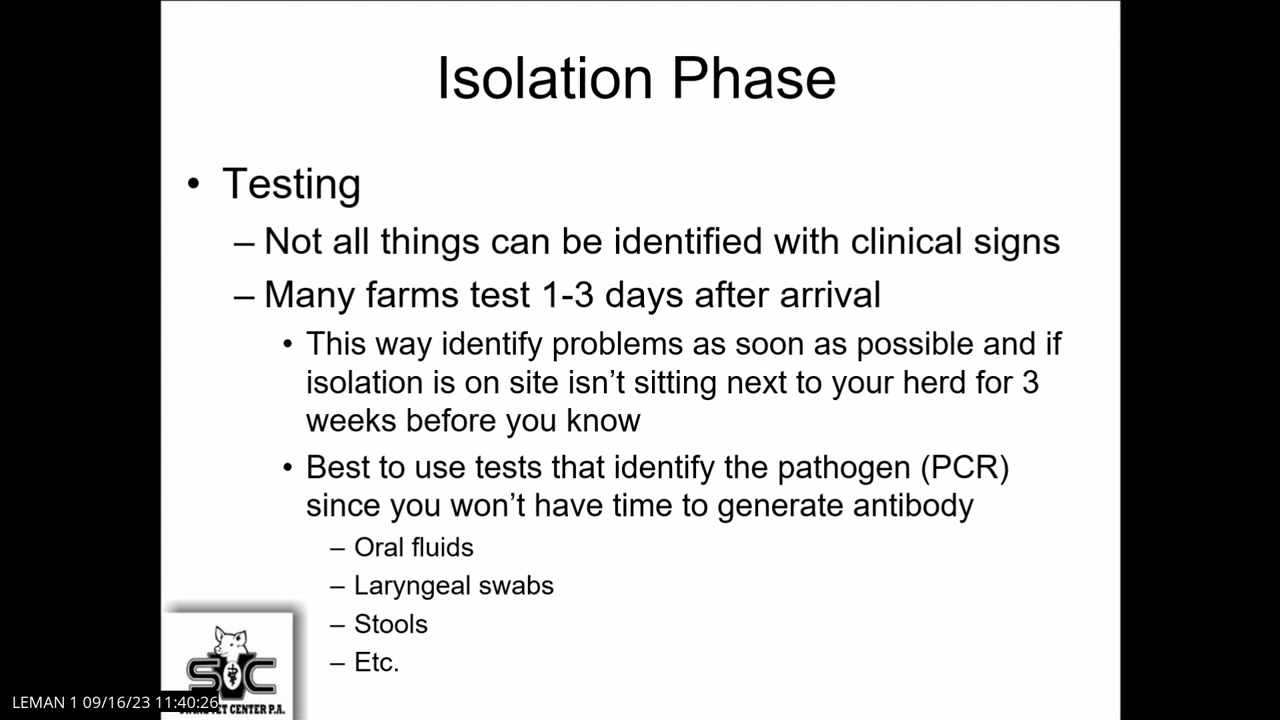 Isolation Phase
• Testing
– Not all things can be identified with clinical signs
– Many farms test 1-3 days after arrival
• This way identify problems as soon as possible and if
isolation is on site isn’t sitting next to your herd for 3
weeks before you know
• Best to use tests that identify the pathogen (PCR)
since you won’t have time to generate antibody
– Oral fluids
– Laryngeal swabs
– Stools
– Etc.
SVC
VET CENTER P.A.
LEMAN 1 09/16/23 11:40:26